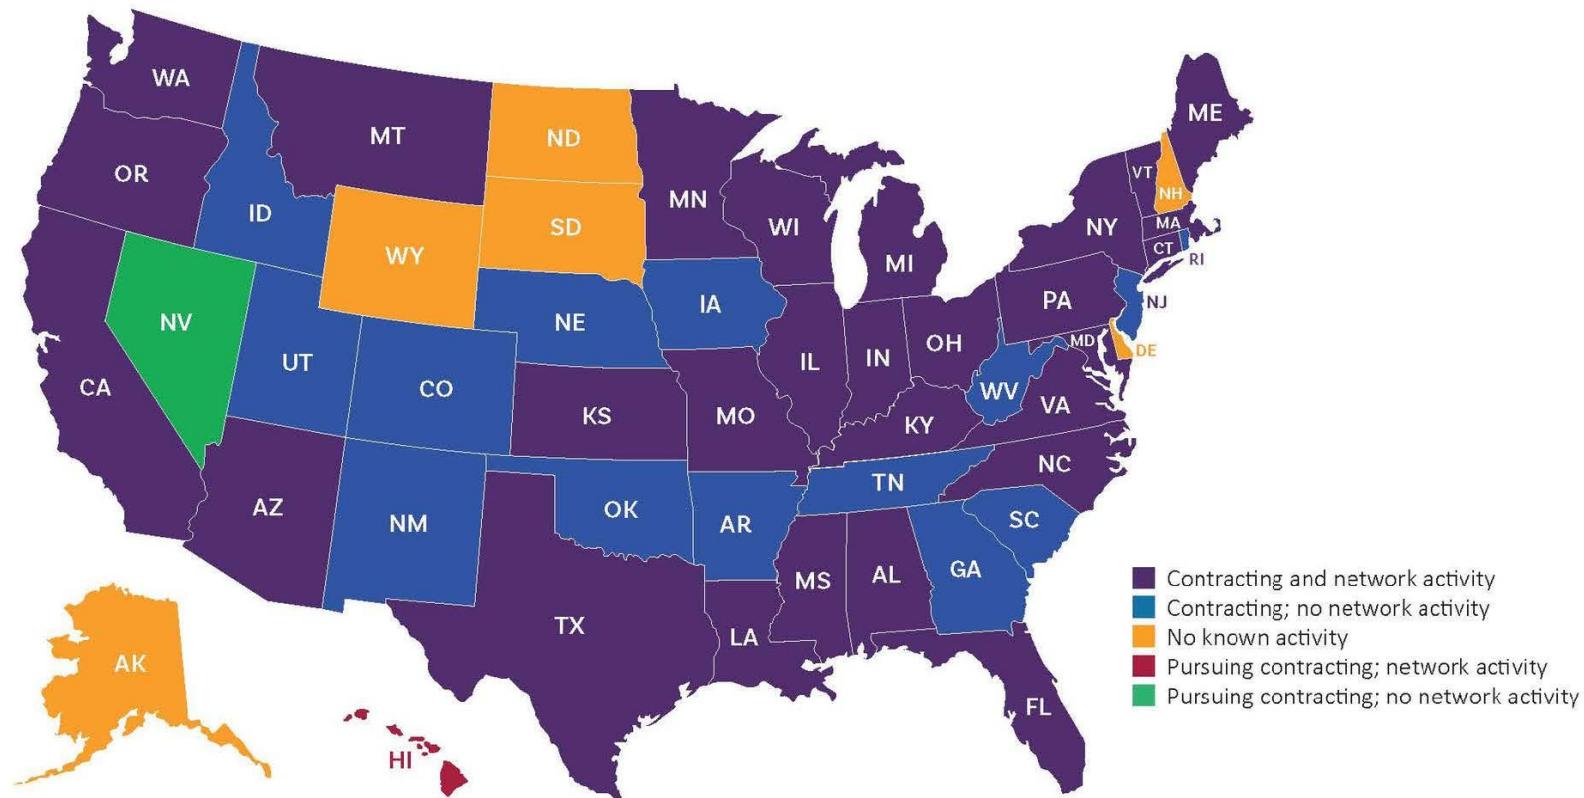 WA
MT
ND
ME
OR
ID
MN
VT
NH
SD
WI
NY
MA
WY
MI
CT
RI
NV
NE
IA
PA
NJ
UT
CO
IL
IN
OH
MD
DE
CA
KS
MO
WV
VA
KY
AZ
NM
OK
AR
TN
NC
SC
MS
AL
GA
TX
LA
AK
FL
HI
Contracting and network activity
Contracting; no network activity
No known activity
Pursuing contracting; network activity
Pursuing contracting; no network activity